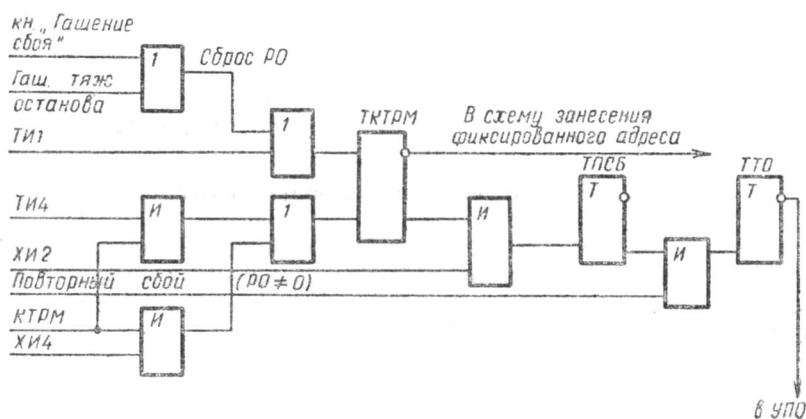 кн. „Гашение
сбоя"
1
Сброс РО
Гаш. тяж
останова
ТКТРМ
В схему занесения
фиксированного адреса
1
ТИ1
ТПСБ
ТТО
Т
Т
ТИ4
И
1
И
ХИ2
И
Повторный сбой (РО ≠ 0)
КТРМ
И
ХИ4
в УПО